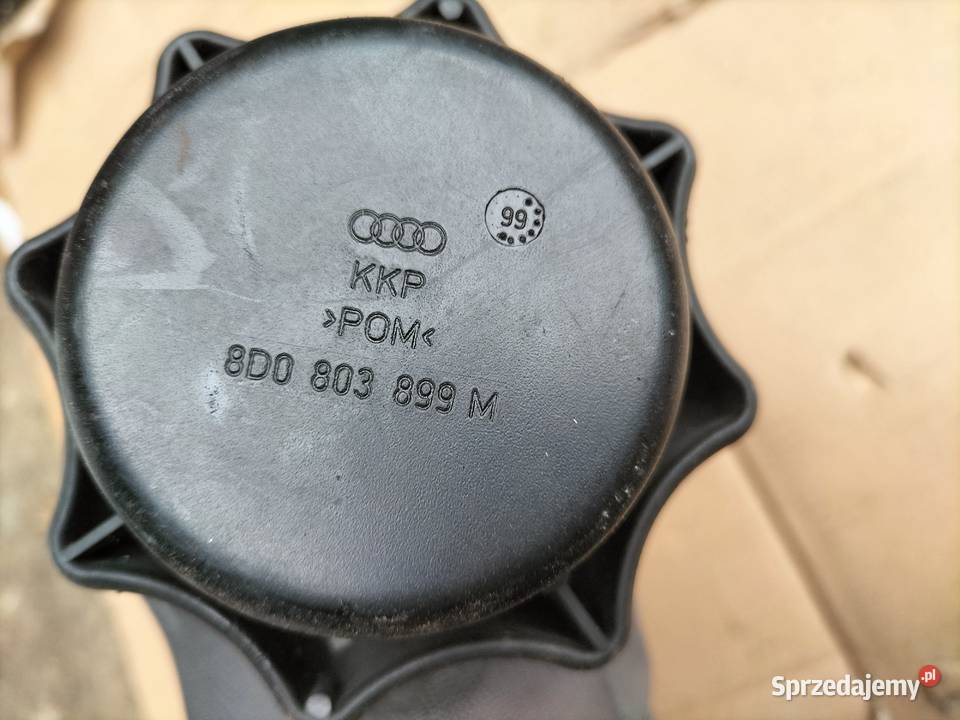 99
KKP
>POM<
8D0 803 899 M
Sprzedajemy.pl